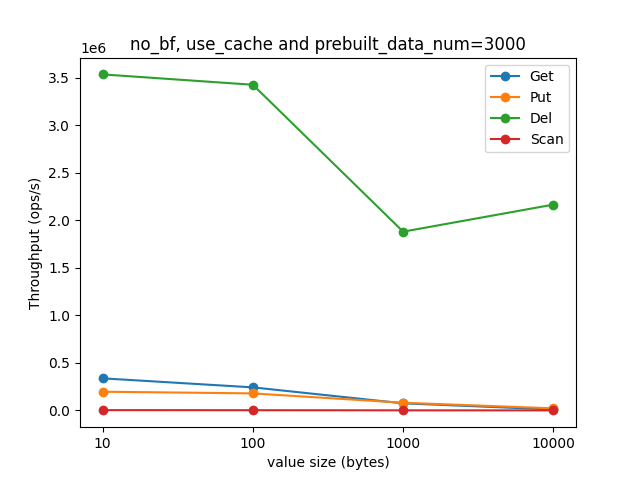 no_bf, use_cache and prebuilt_data_num=3000
1e6
Get
Put
Del
Scan
Throughput (ops/s)
3.5
3.0
2.5
2.0
1.5
1.0
0.5
0.0
10
100
1000
10000
value size (bytes)